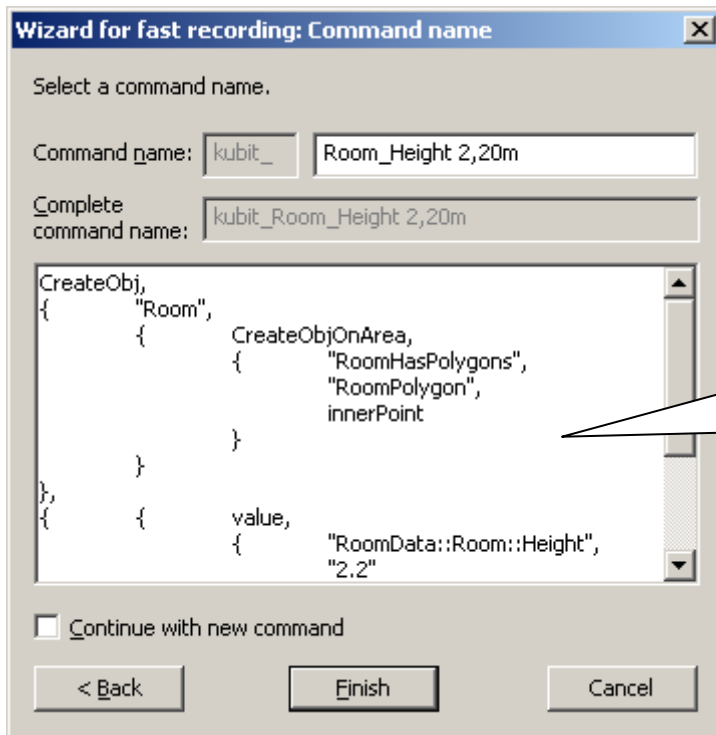 Wizard for fast recording: Command name
Select a command name.
Command name: kubit_ Room_Height 2,20m
Complete
command name: kubit_Room_Height 2,20m
CreateObj,
{ "Room",
{ CreateObjOnArea,
{ "RoomHasPolygons",
"RoomPolygon",
innerPoint
}
}
},
{ { value,
{ "RoomData::Room::Height",
"2.2"
Continue with new command
< Back Finish Cancel